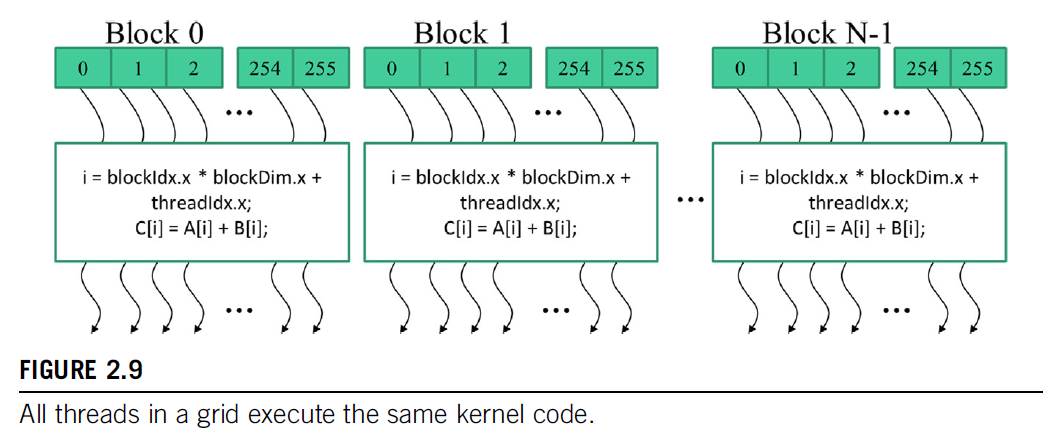 Block 0
0 1 2 ... 254 255
...
i = blockIdx.x * blockDim.x +
threadIdx.x;
C[i] = A[i] + B[i];
...
Block 1
0 1 2 254 255
...
i = blockIdx.x * blockDim.x +
threadIdx.x;
C[i] = A[i] + B[i];
...
...
Block N-1
0 1 2 254 255
...
i = blockIdx.x * blockDim.x +
threadIdx.x;
C[i] = A[i] + B[i];
...
FIGURE 2.9
All threads in a grid execute the same kernel code.